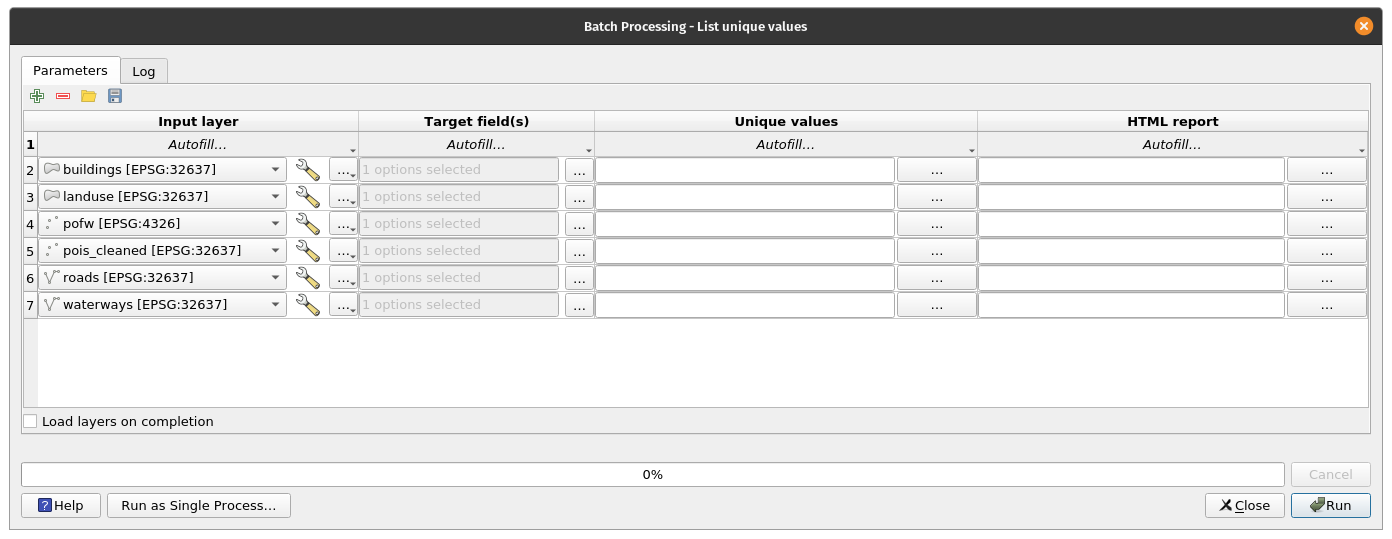 Batch Processing - List unique values
Parameters Log
Input layer Target field(s) Unique values HTML report
1 Autofill... Autofill... Autofill... Autofill...
2 buildings [EPSG:32637] ... 1 options selected ... ... ...
3 landuse [EPSG:32637] ... 1 options selected ... ... ...
4 pofw [EPSG:4326] ... 1 options selected ... ... ...
5 pois_cleaned [EPSG:32637] ... 1 options selected ... ... ...
6 roads [EPSG:32637] ... 1 options selected ... ... ...
7 waterways [EPSG:32637] ... 1 options selected ... ... ...
Load layers on completion
0% Cancel
? Help Run as Single Process... Close Run